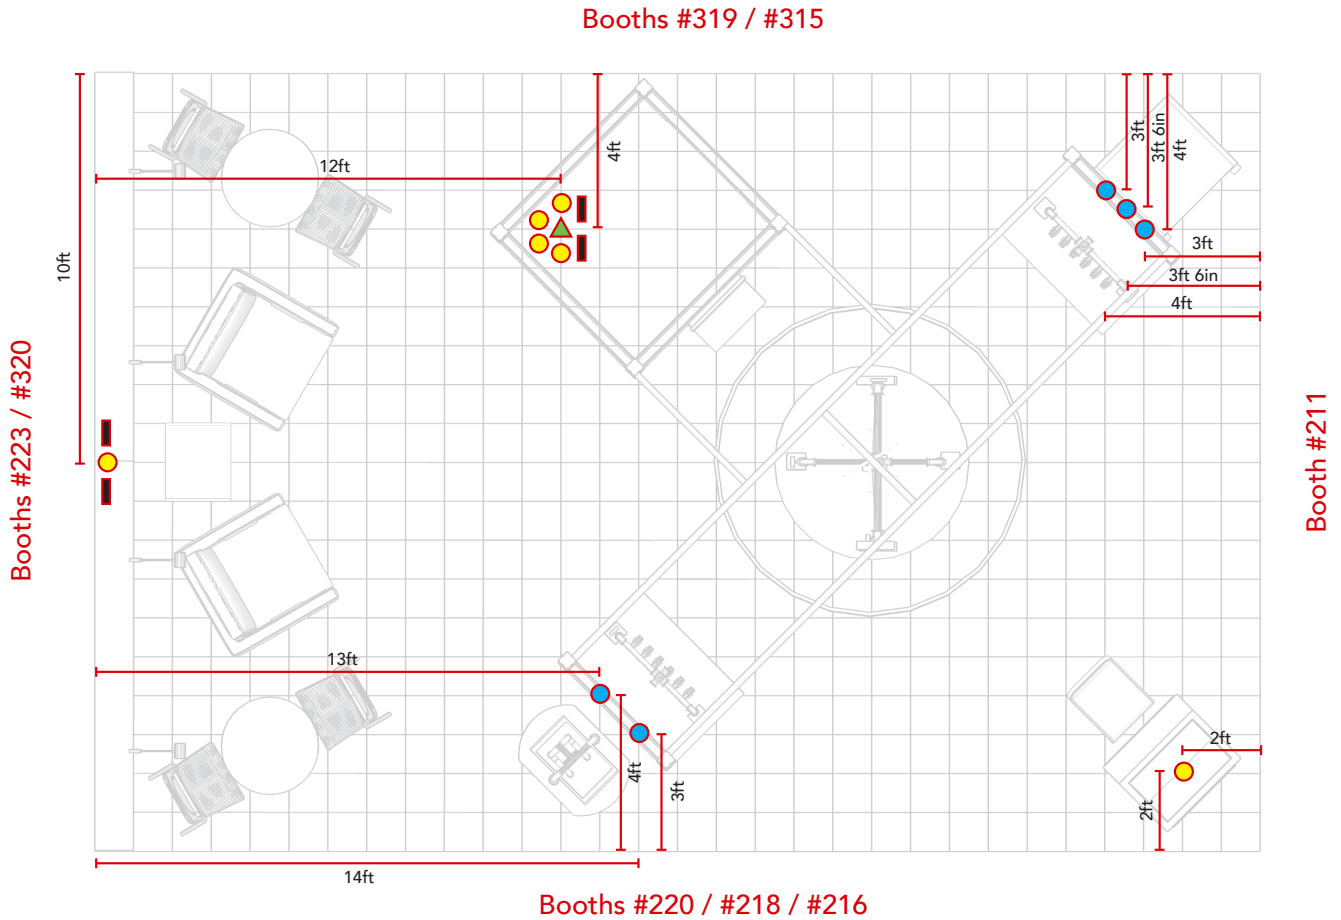 Booths #319 / #315
3ft
3ft 6in
4ft
4ft
12ft
10ft
3ft
3ft 6in
4ft
Booths #223 / #320
Booth #211
13ft
2ft
4ft
3ft
2ft
14ft
Booths #220 / #218 / #216